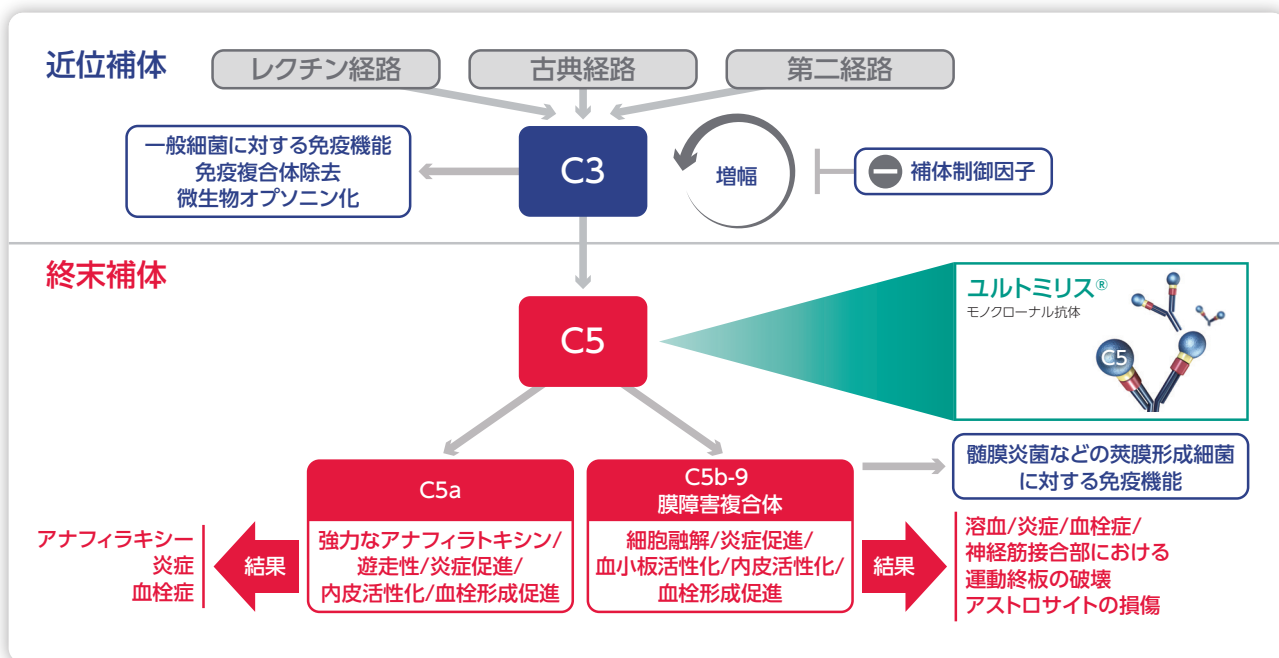 近位補体
レクチン経路
古典経路
第二経路
一般細菌に対する免疫機能
免疫複合体除去
微生物オプソニン化
C3
増幅
補体制御因子
終末補体
C5
ユルトミリス®
モノクローナル抗体
C5
C5a
強力なアナフィラトキシン/
遊走性/炎症促進/
内皮活性化/血栓形成促進
C5b-9
膜障害複合体
細胞融解/炎症促進/
血小板活性化/内皮活性化/
血栓形成促進
髄膜炎菌などの莢膜形成細菌
に対する免疫機能
結果
アナフィラキシー
炎症
血栓症
結果
溶血/炎症/血栓症/
神経筋接合部における
運動終板の破壊
アストロサイトの損傷